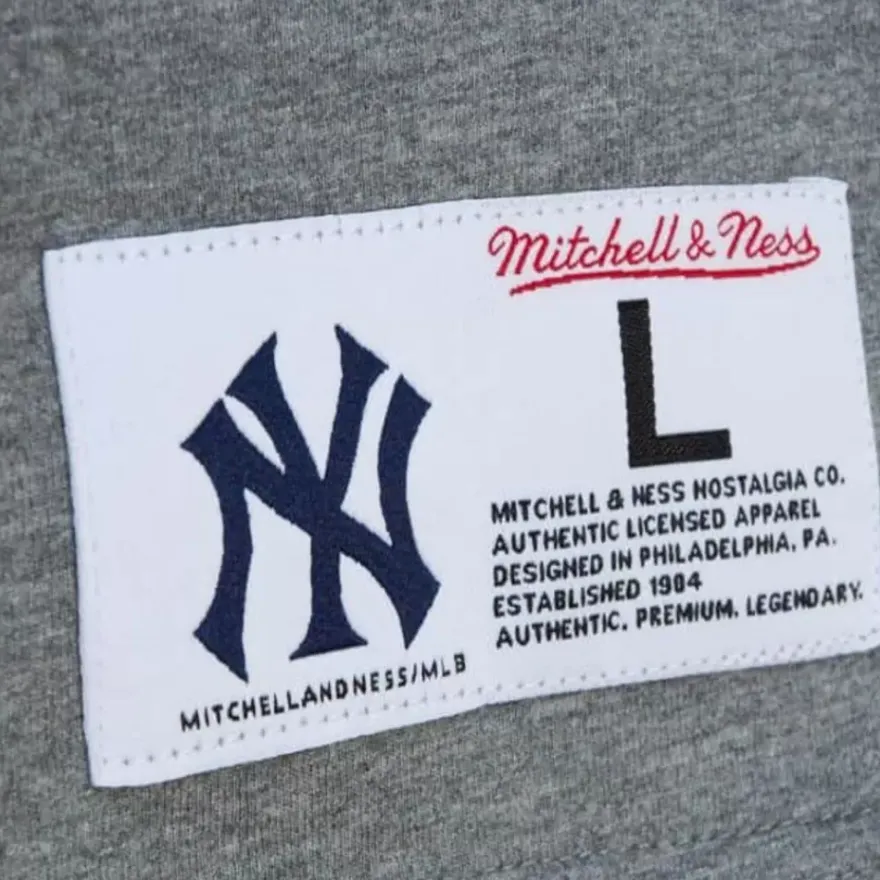 Mitchell & Ness
L
NY
MITCHELL & NESS NOSTALGIA CO.
AUTHENTIC LICENSED APPAREL
DESIGNED IN PHILADELPHIA, PA.
ESTABLISHED 1904
AUTHENTIC. PREMIUM. LEGENDARY.
MITCHELLANDNESS/MLB